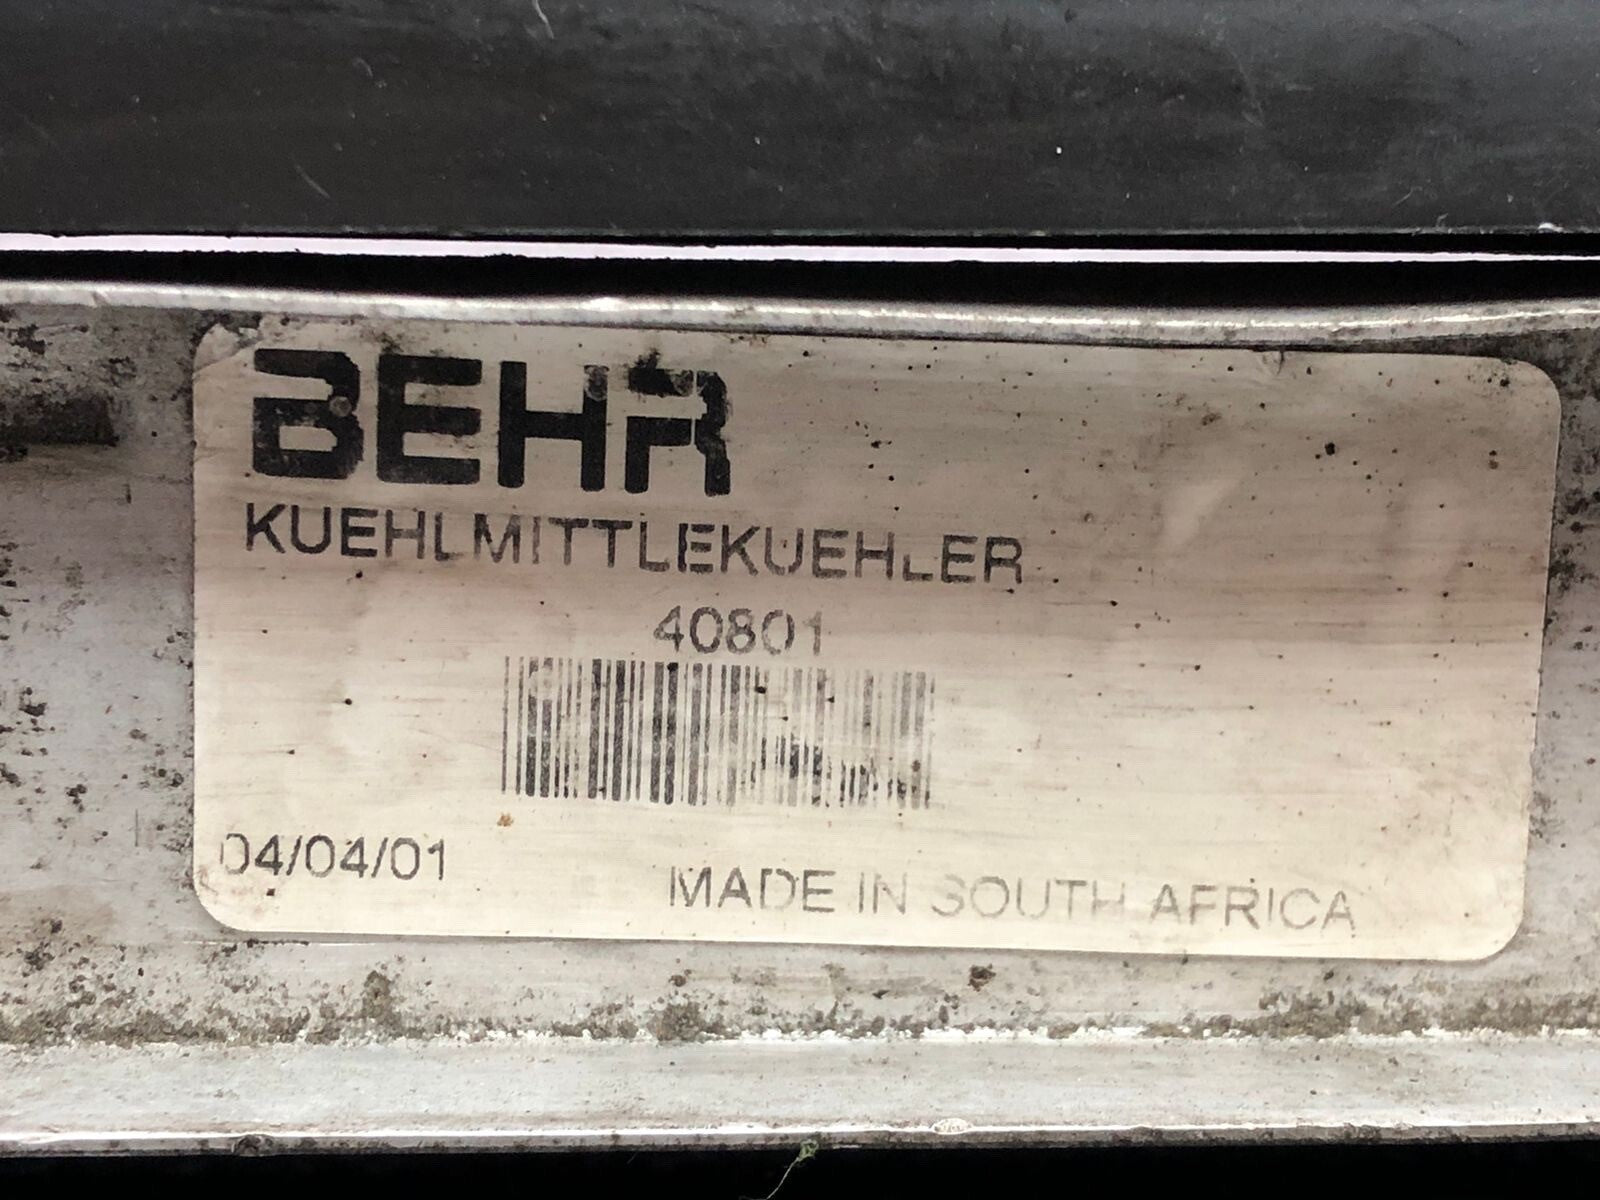 BEHR
KUEHLMITTLEKUEHLER
40801
04/04/01
MADE IN SOUTH AFRICA